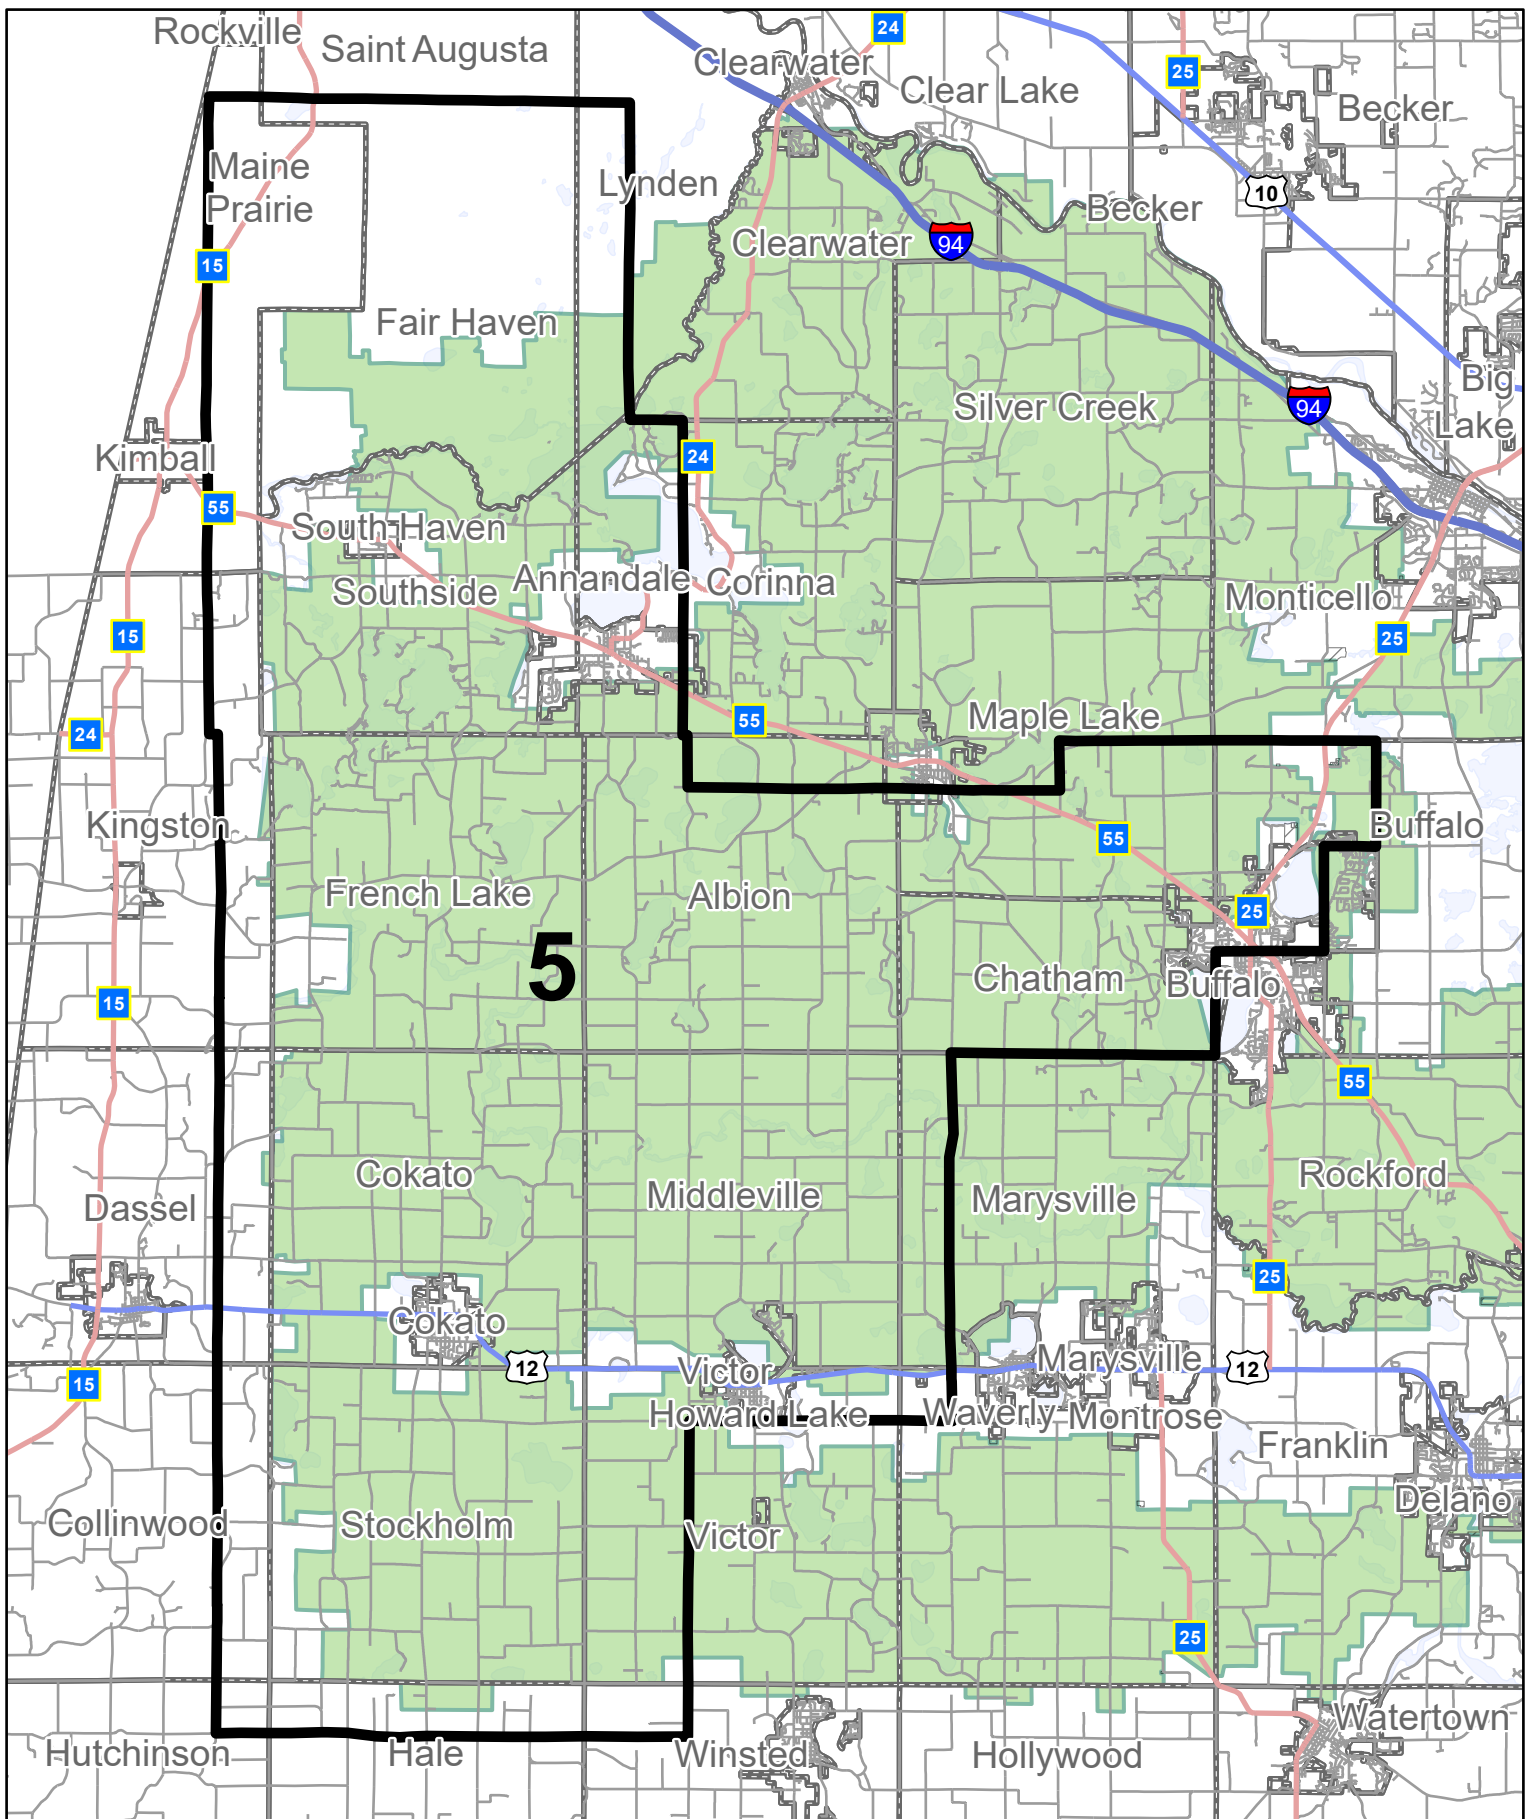 Rockville
Saint Augusta
24
Clearwater
25
Clear Lake
Becker
Maine
Prairie
Lynden
10
Becker
15
Clearwater
94
Fair Haven
Big
Lake
Silver Creek
94
Kimball
24
55
South Haven
Annandale
Corinna
Southside
Monticello
15
25
24
55
Maple Lake
Kingston
55
Buffalo
French Lake
Albion
25
5
Chatham
Buffalo
15
55
Cokato
Middleville
Marysville
Rockford
Dassel
25
Cokato
12
Victor
Marysville
12
15
Howard Lake
Waverly
Montrose
Franklin
Delano
Collinwood
Stockholm
Victor
25
Watertown
Hutchinson
Hale
Winsted
Hollywood